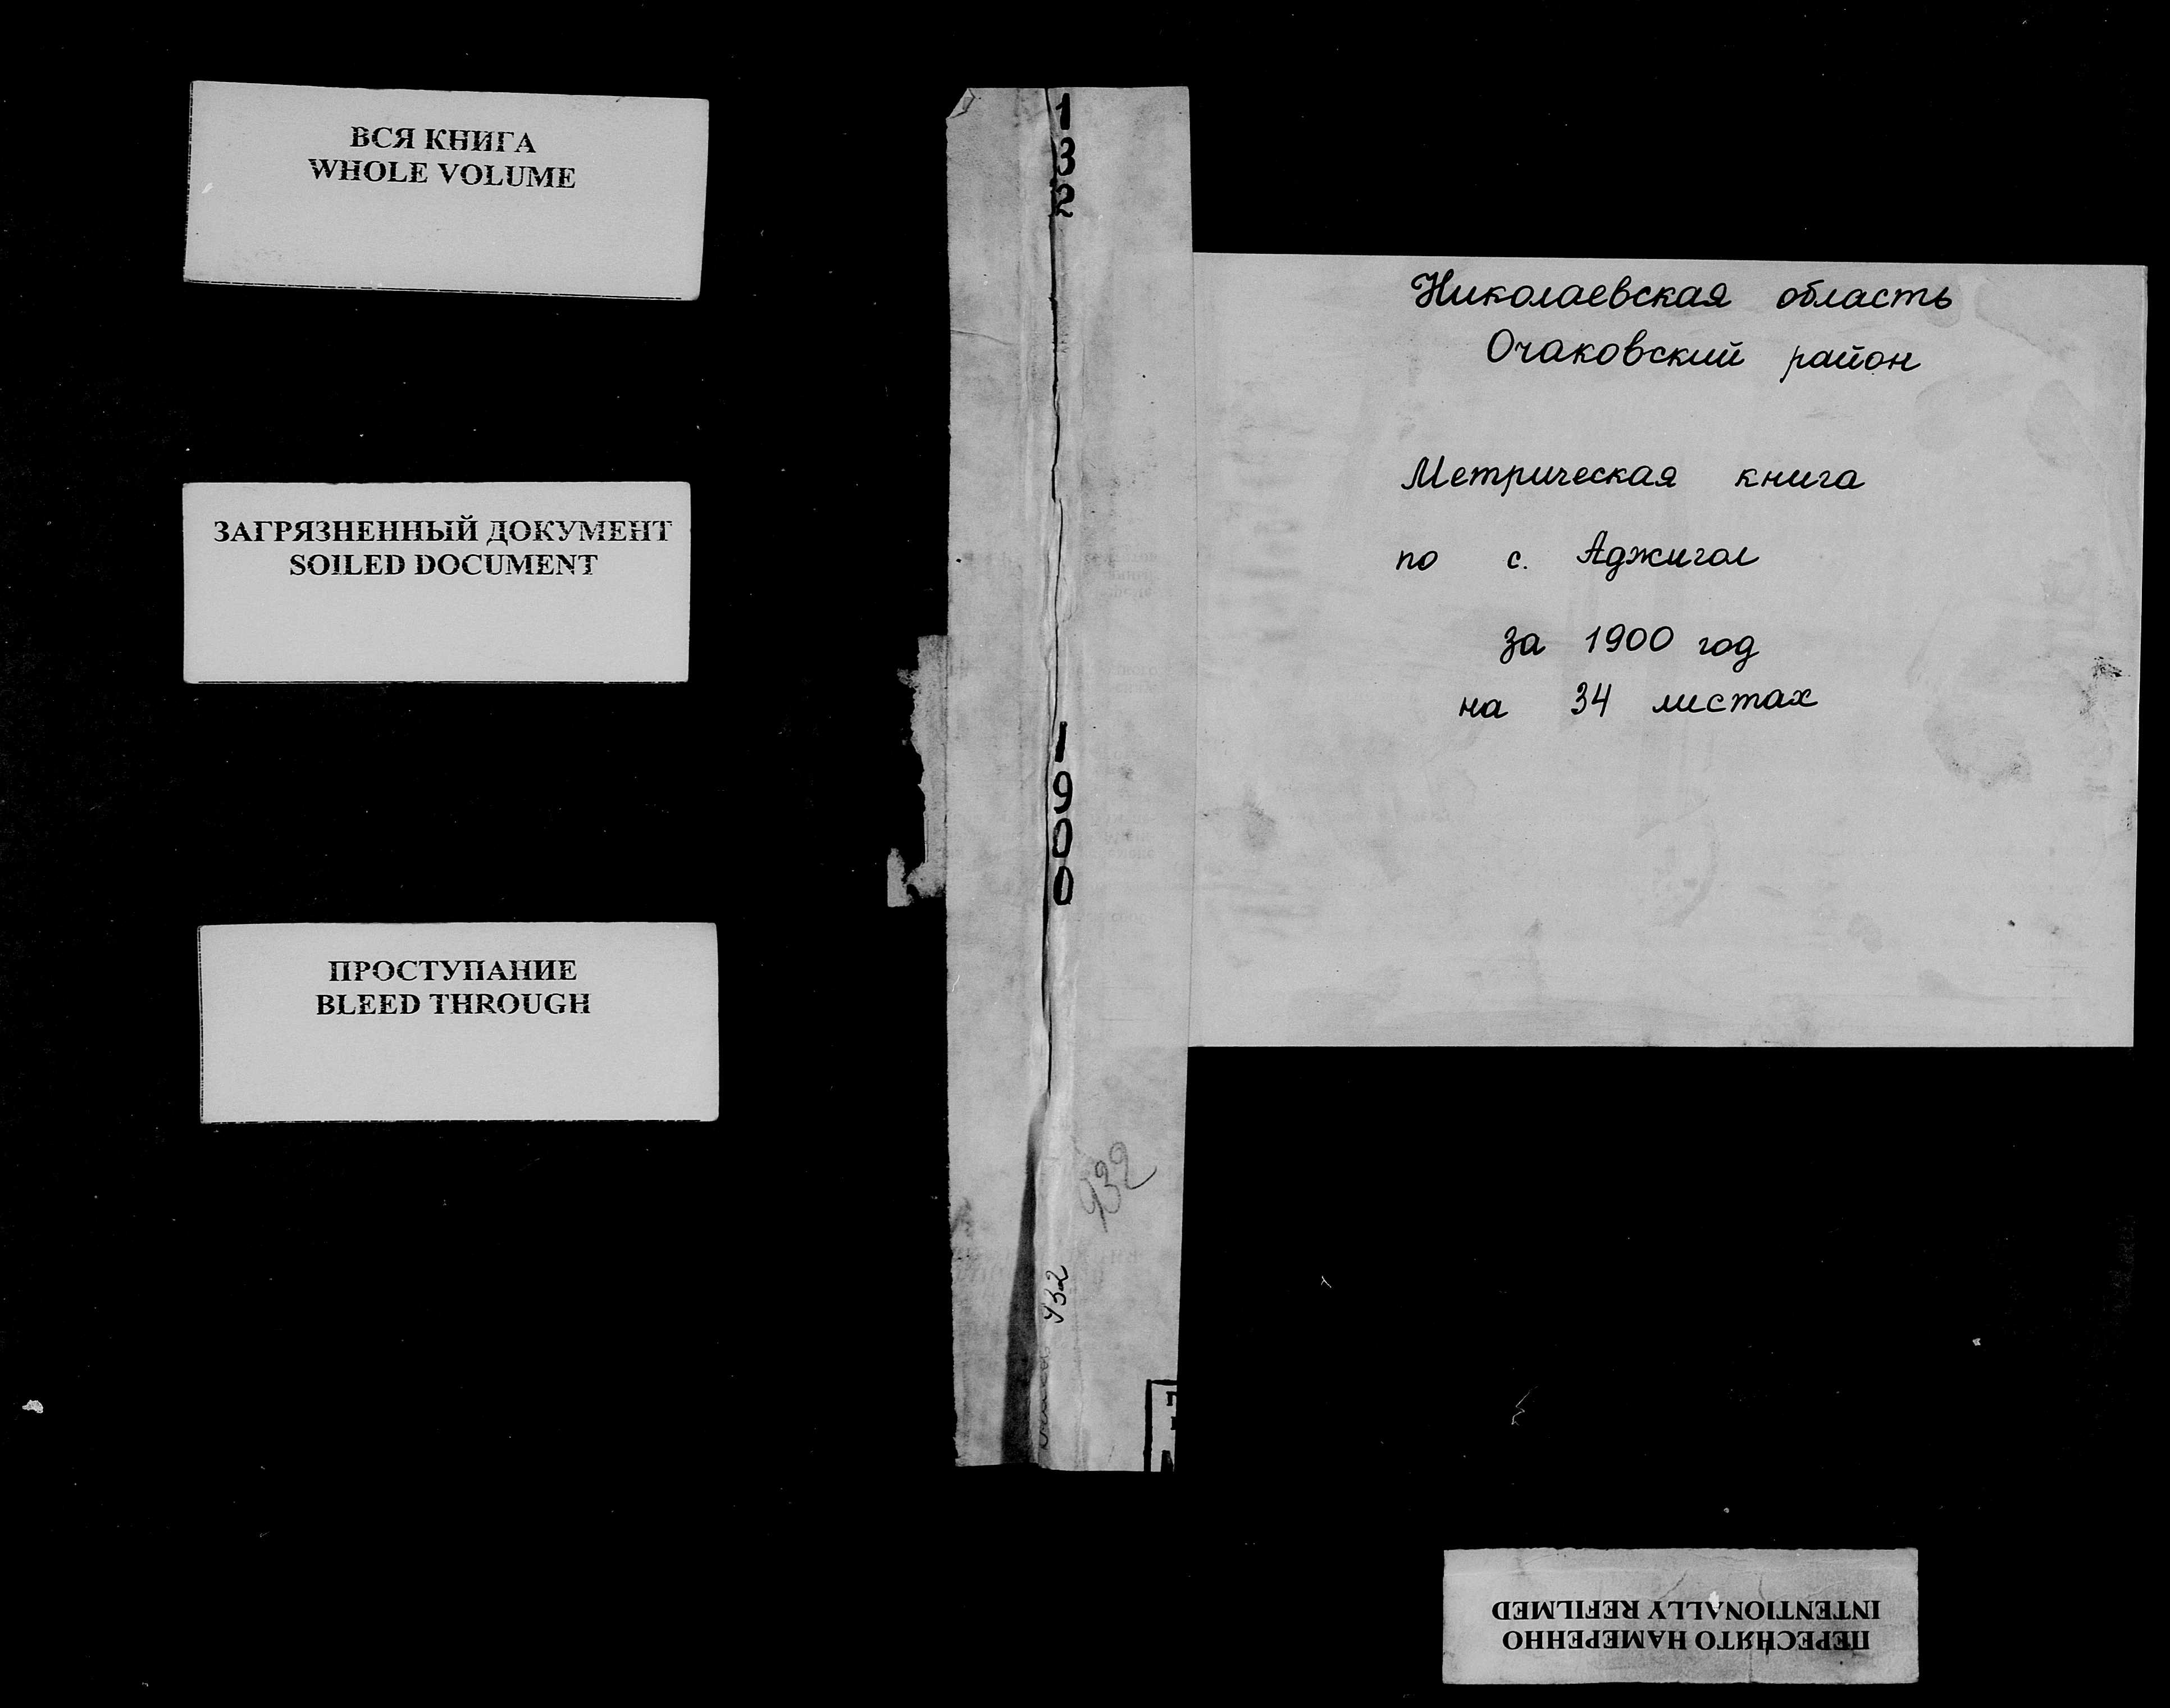 ВСЯ КНИГА
WHOLE VOLUME
ЗАГРЯЗНЕННЫЙ ДОКУМЕНТ
SOILED DOCUMENT
ПРОСТУПАНИЕ
BLEED THROUGH
132
1900
932
932
Николаевская область
Очаковский район
Метрическая книга
по с. Аджигол
за 1900 год
на 34 листах
ПЕРЕСНЯТО НАМЕРЕННО
INTENTIONALLY REFILMED